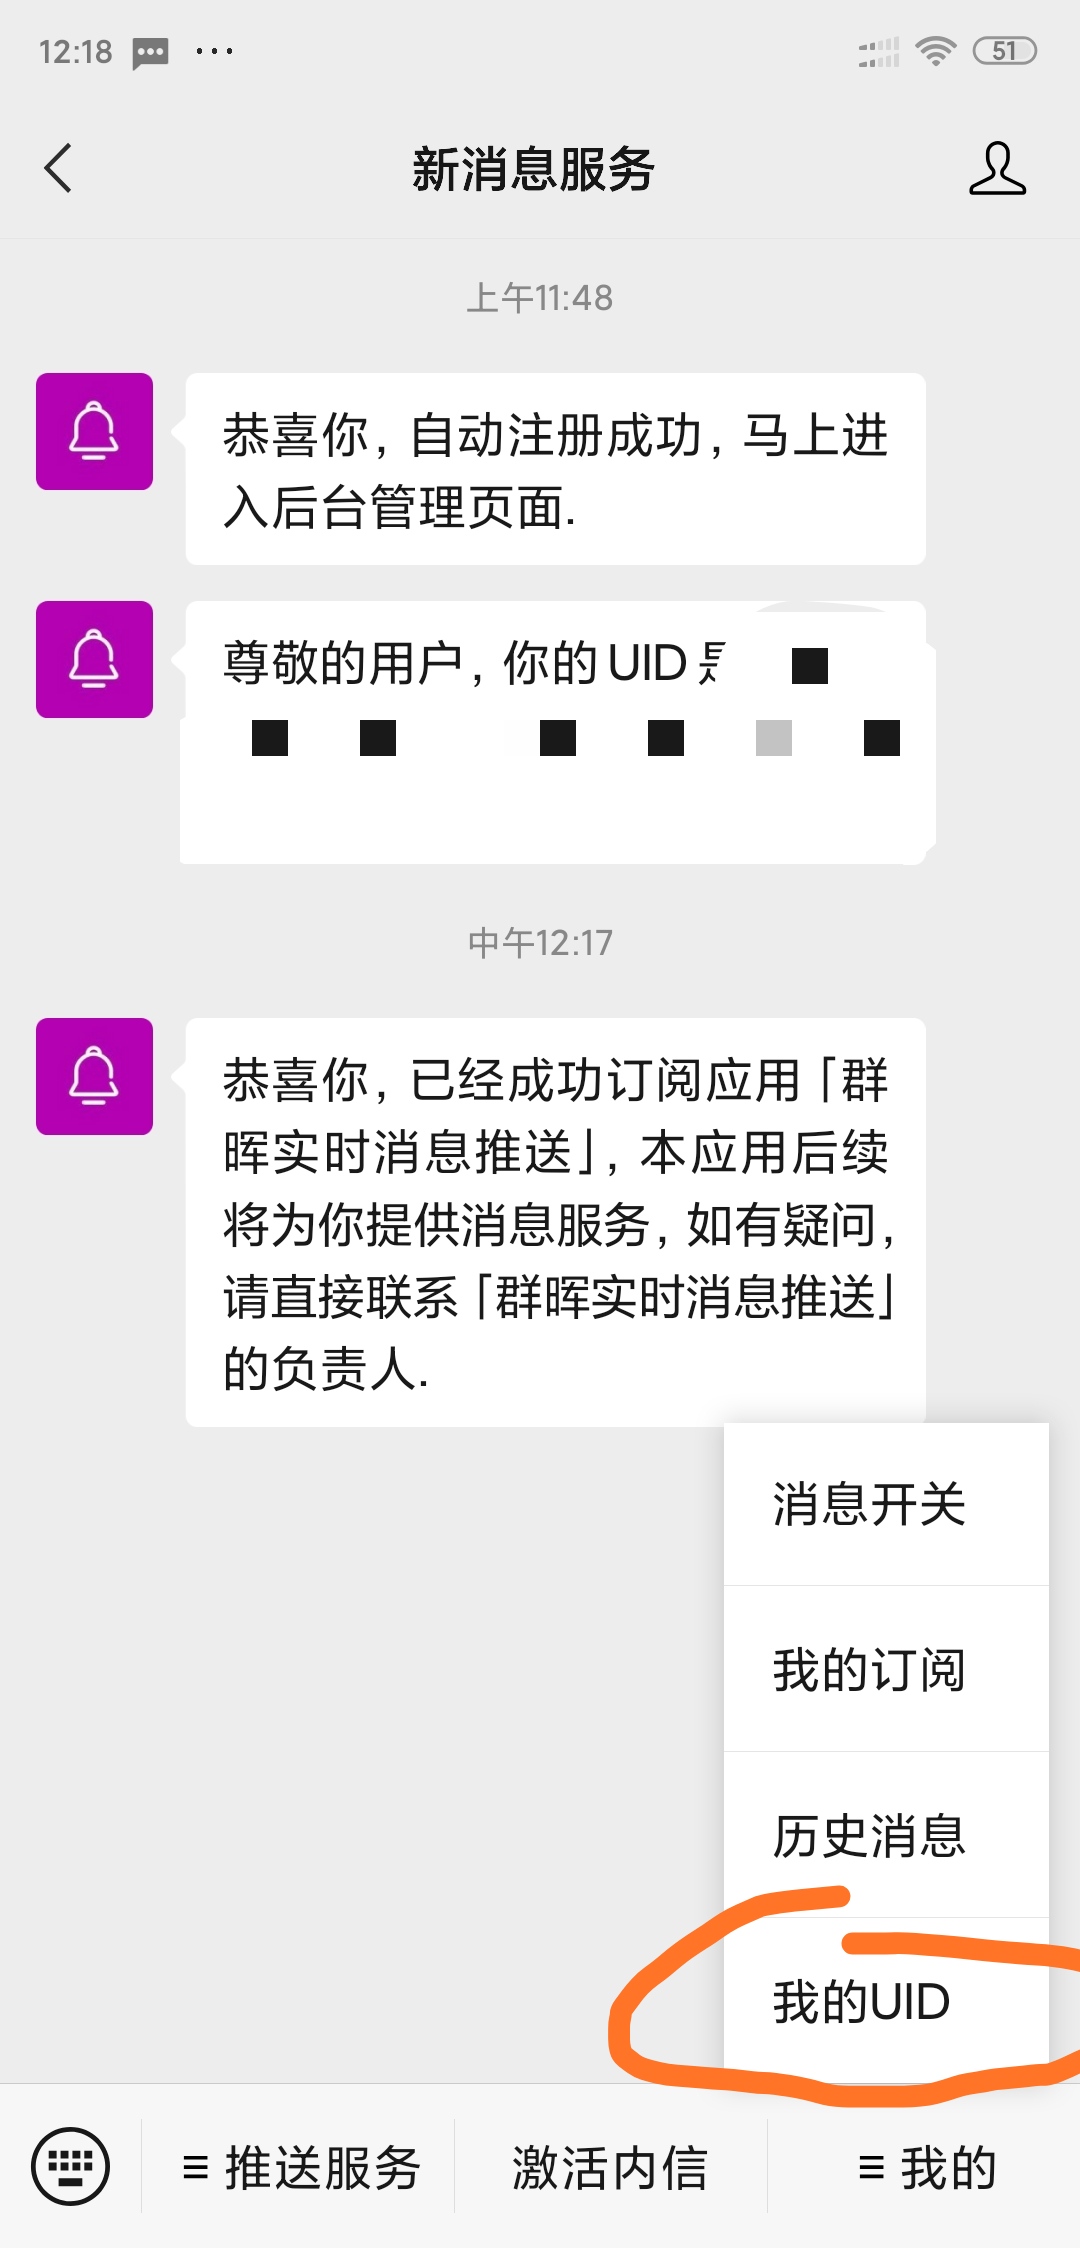 12:18
51
新消息服务
上午11:48
恭喜你, 自动注册成功, 马上进
入后台管理页面.
尊敬的用户, 你的UID
中午12:17
恭喜你, 已经成功订阅应用「群
晖实时消息推送」, 本应用后续
将为你提供消息服务, 如有疑问,
请直接联系「群晖实时消息推送」
的负责人.
消息开关
我的订阅
历史消息
我的UID
推送服务
激活内信
我的